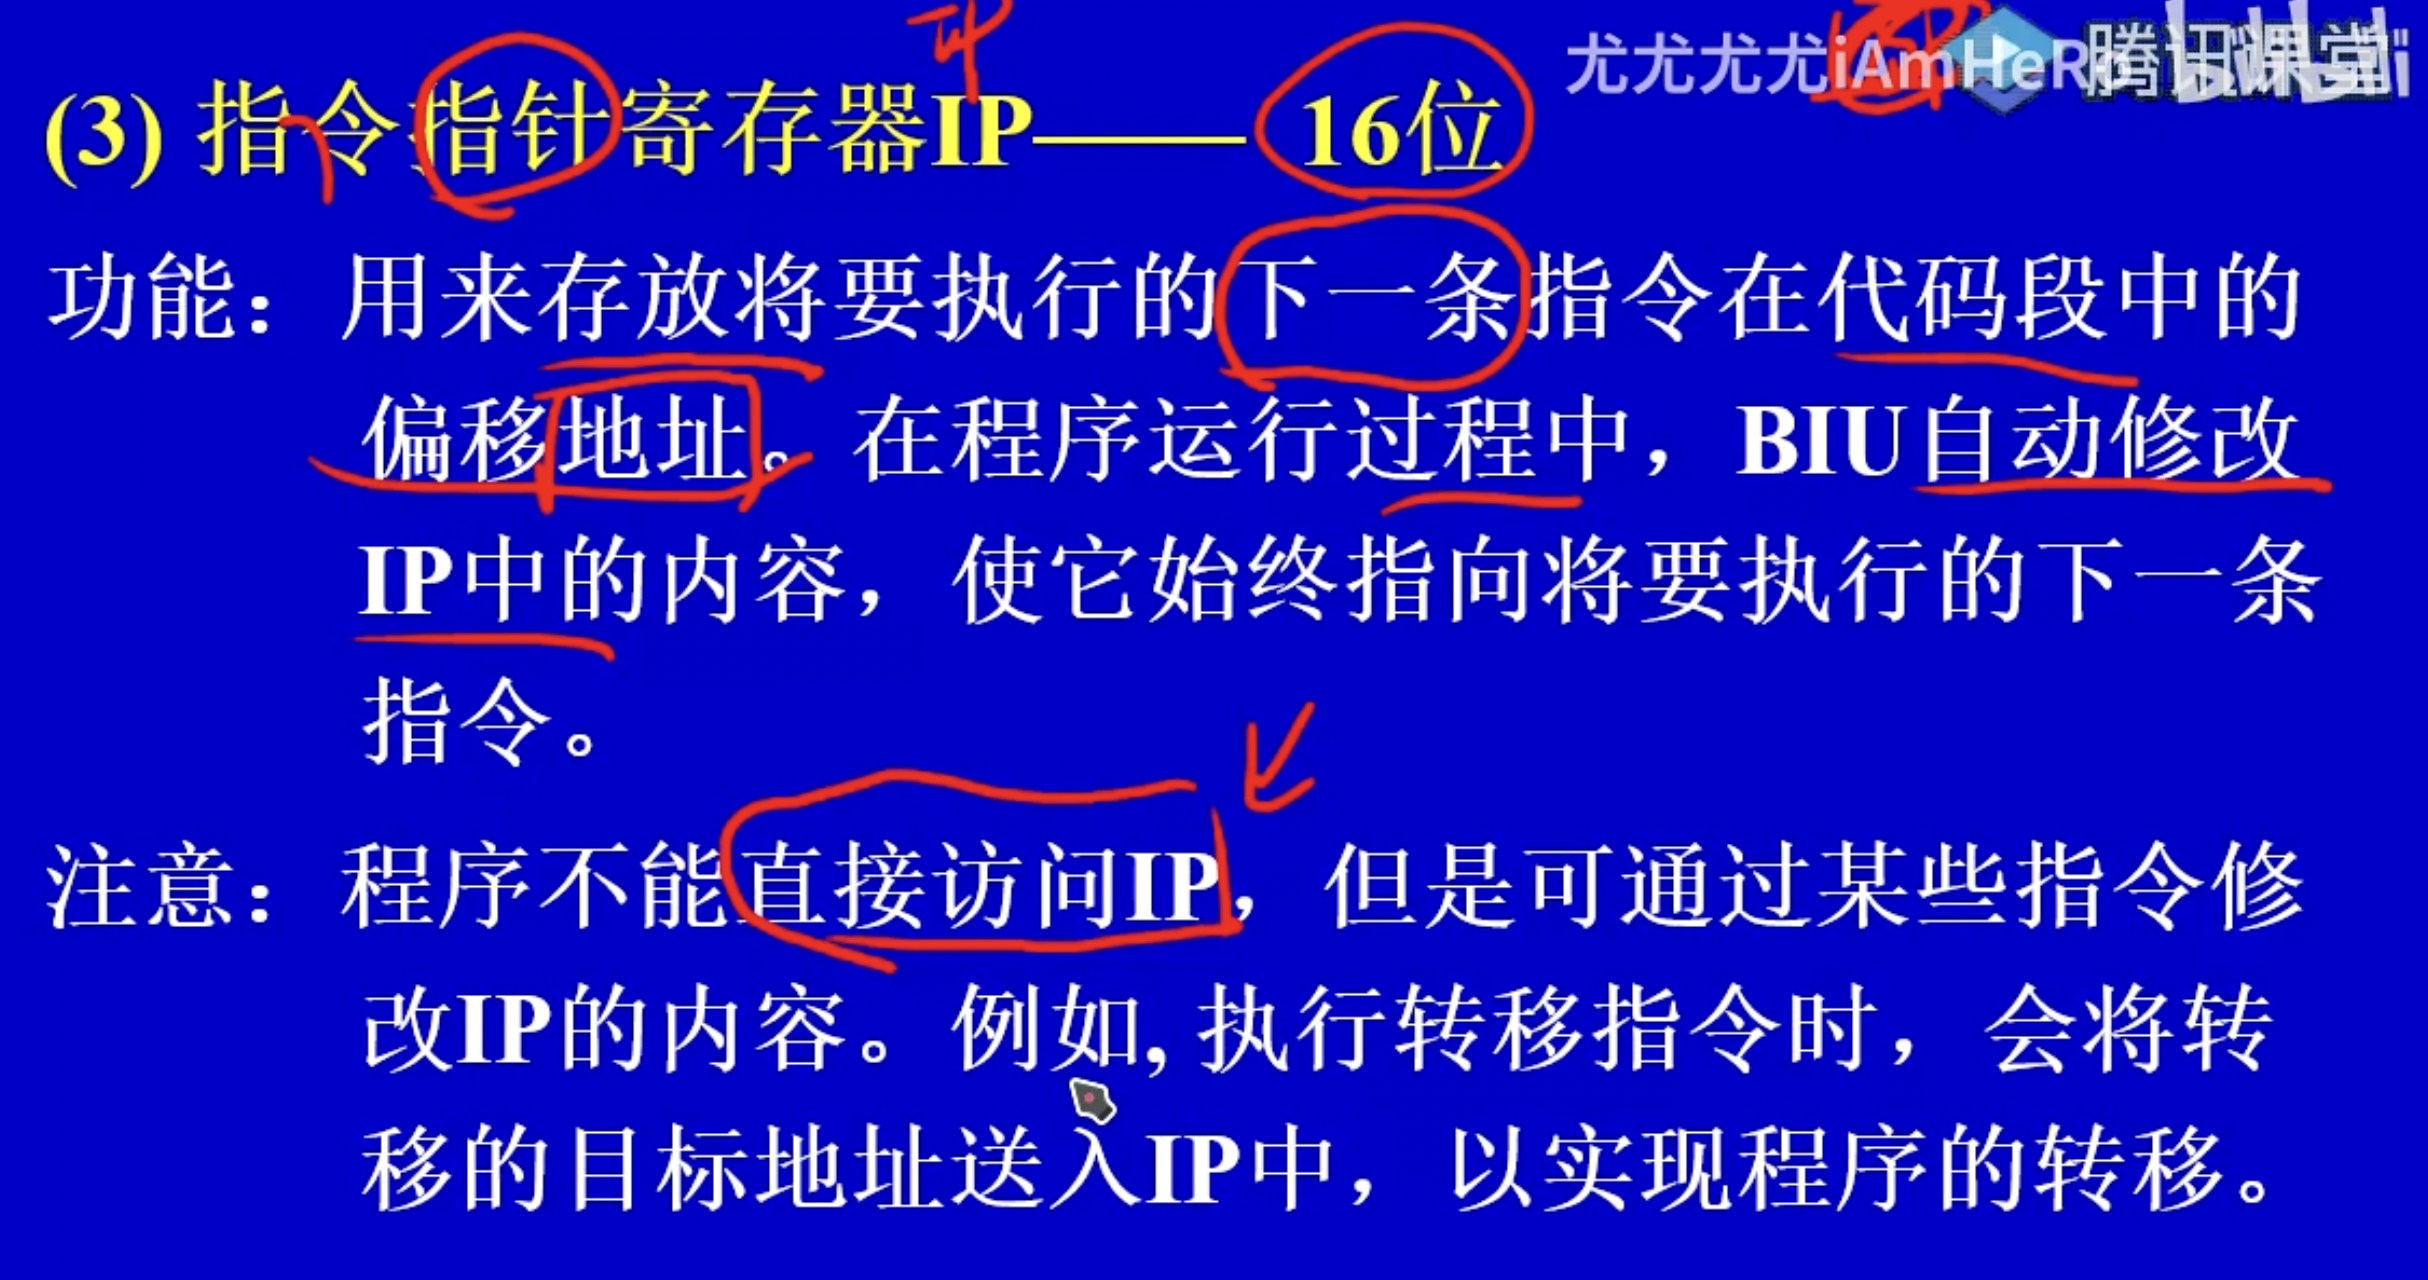 尤尤尤尤iAmHeR 腾讯课堂
(3) 指令指针寄存器IP—— 16位
功能：用来存放将要执行的下一条指令在代码段中的
偏移地址。在程序运行过程中，BIU自动修改
IP中的内容，使它始终指向将要执行的下一条
指令。
注意：程序不能直接访问IP，但是可通过某些指令修
改IP的内容。例如, 执行转移指令时，会将转
移的目标地址送入IP中，以实现程序的转移。